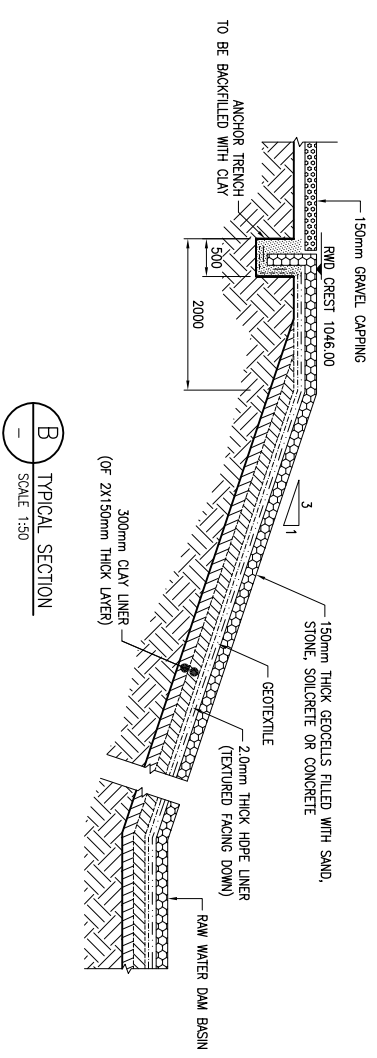 150mm GRAVEL CAPPING
RWD CREST 1046.00
ANCHOR TRENCH
TO BE BACKFILLED WITH CLAY
500
2000
3
1
150mm THICK GEOCELLS FILLED WITH SAND,
STONE, SOILCRETE OR CONCRETE
GEOTEXTILE
2.0mm THICK HDPE LINER
(TEXTURED FACING DOWN)
300mm CLAY LINER
(OF 2X150mm THICK LAYER)
RAW WATER DAM BASIN
B
-
TYPICAL SECTION
SCALE 1:50